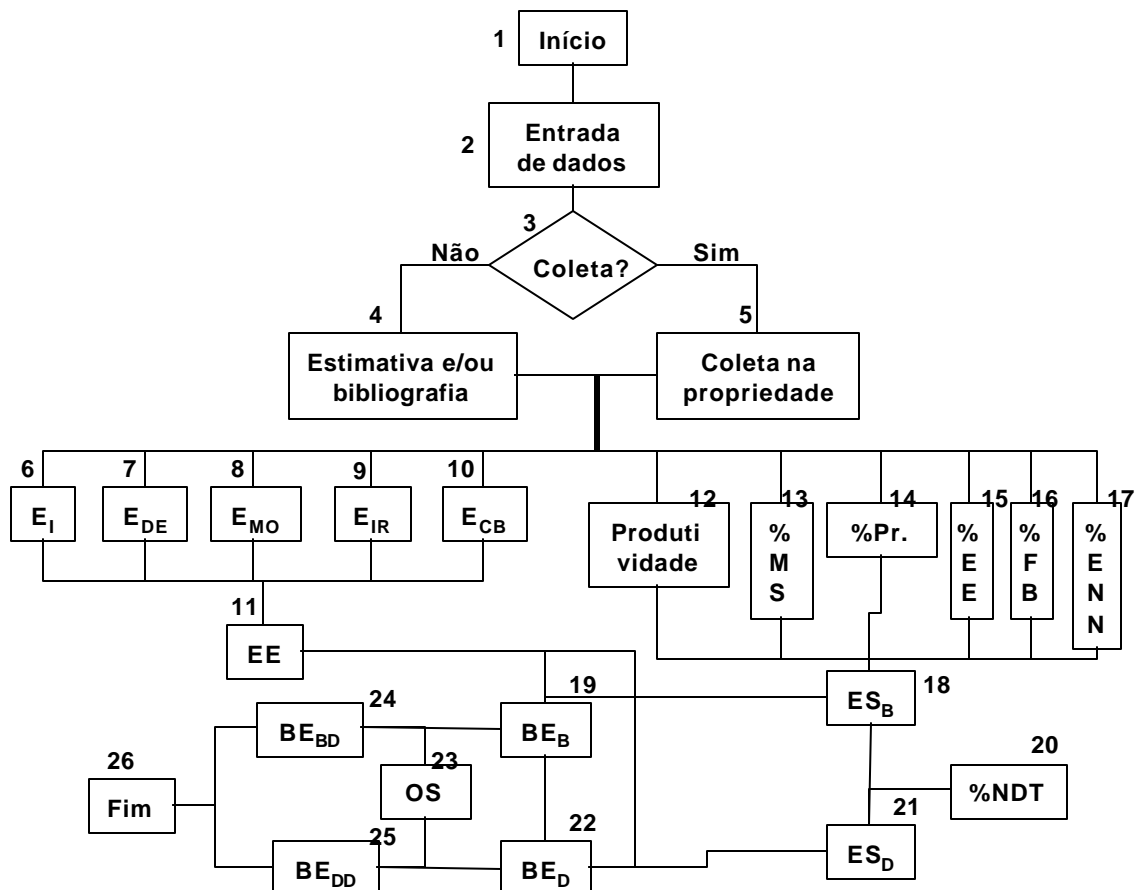 1
Início
2
Entrada
de dados
3
Não
Sim
Coleta?
4
5
Estimativa e/ou
bibliografia
Coleta na
propriedade
6
7
8
9
10
12
13
14
15
16
17
E_I
E_DE
E_MO
E_IR
E_CB
Produti
vidade
%
M
S
%Pr.
%
E
E
%
F
B
%
E
N
N
11
EE
18
ES_B
24
19
BE_BD
BE_B
26
Fim
23
OS
20
%NDT
25
22
21
BE_DD
BE_D
ES_D